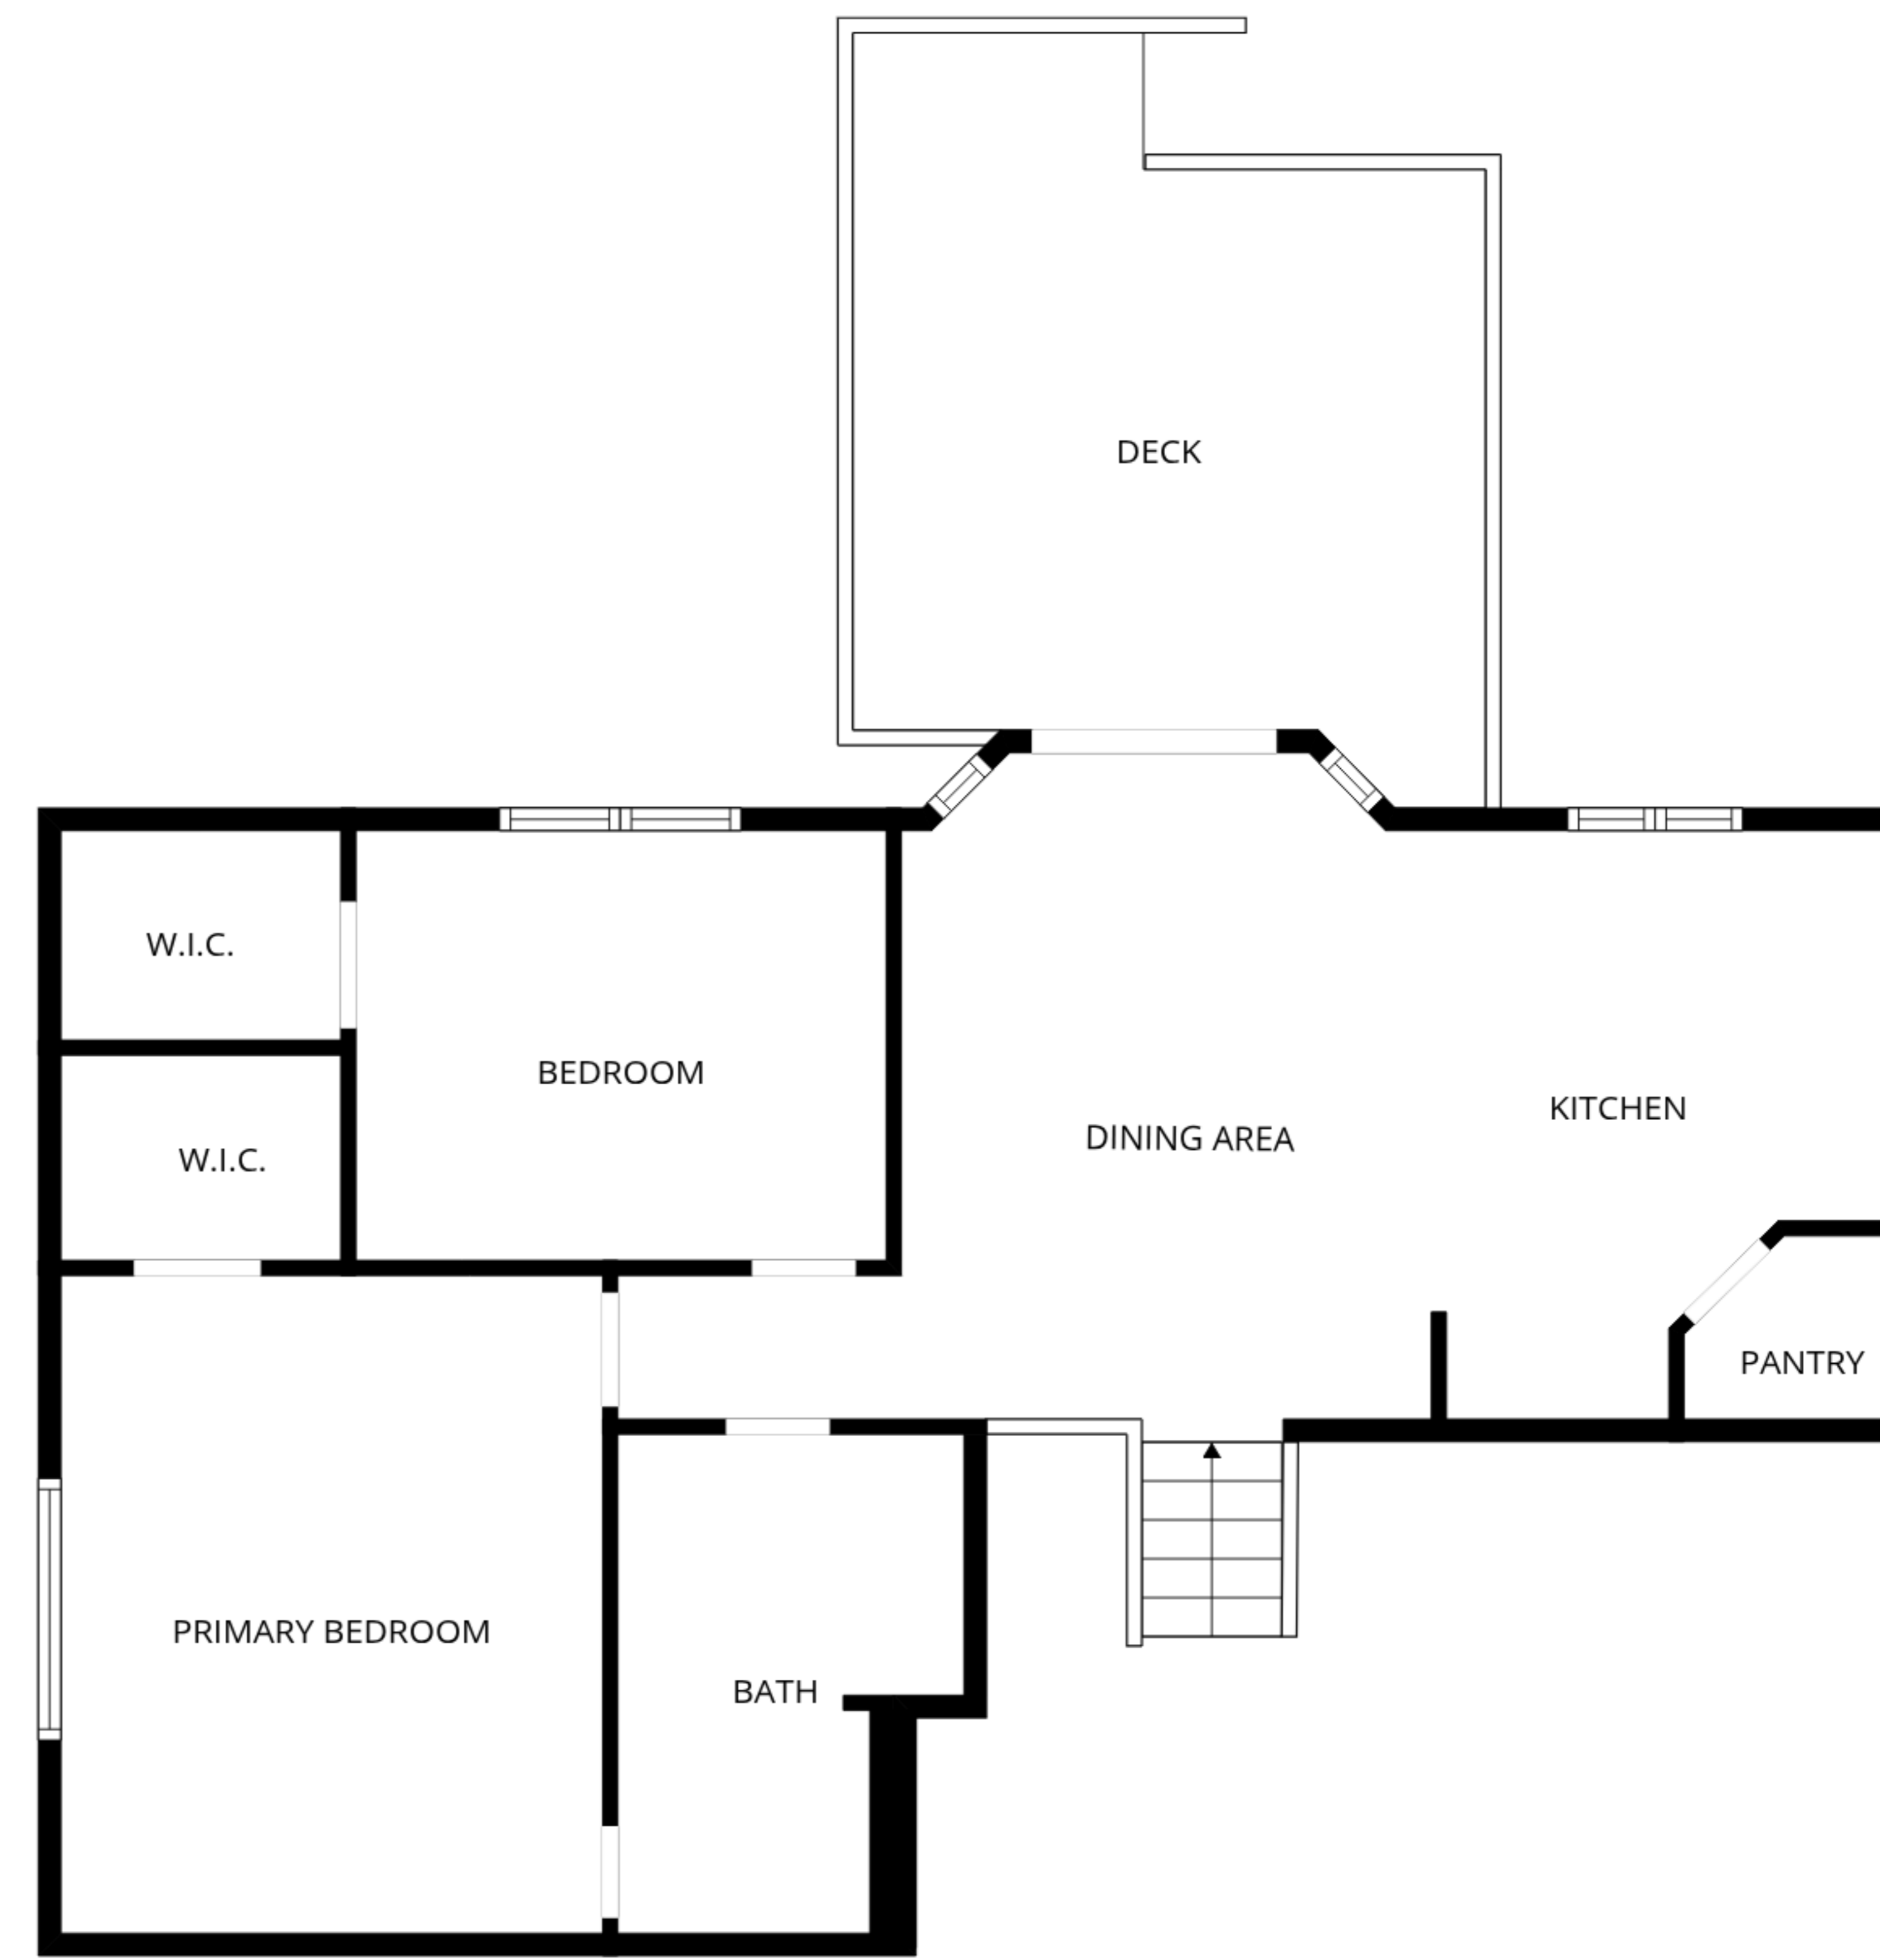 DECK
W.I.C.
BEDROOM
KITCHEN
DINING AREA
W.I.C.
PANTRY
PRIMARY BEDROOM
BATH